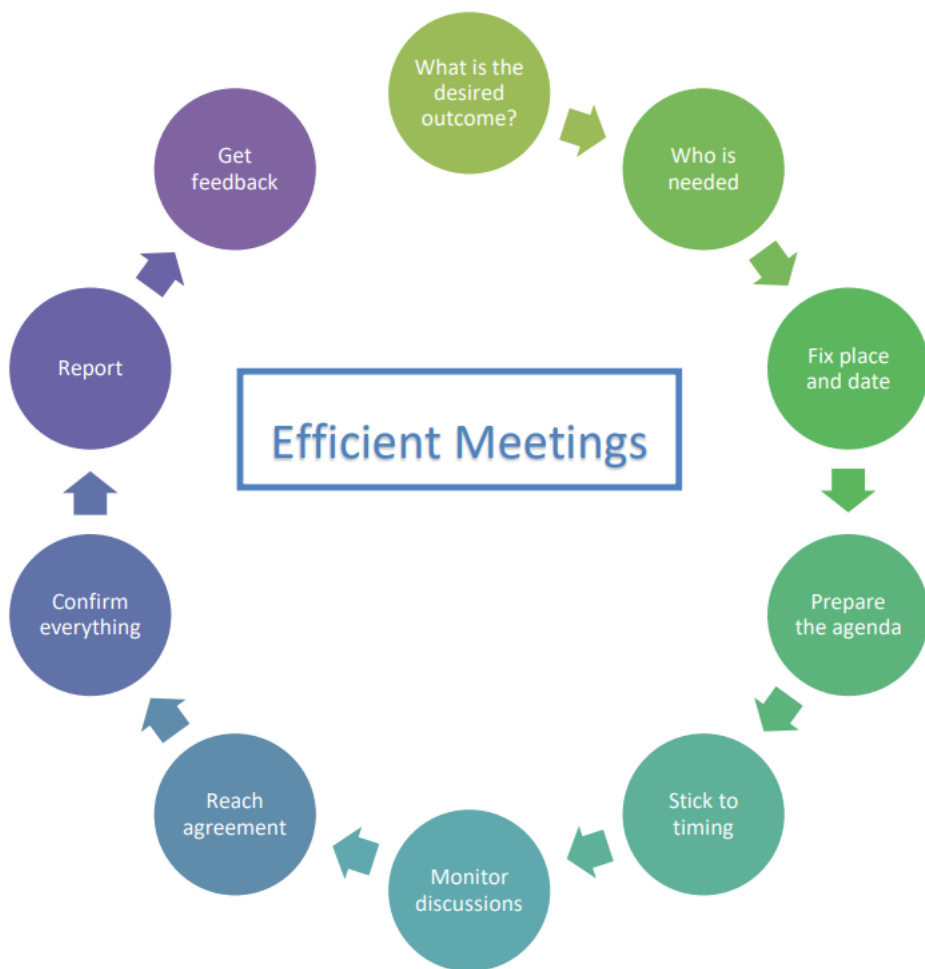 What is the
desired
outcome?
Who is
needed
Fix place
and date
Prepare
the agenda
Stick to
timing
Monitor
discussions
Reach
agreement
Confirm
everything
Report
Get
feedback
Efficient Meetings